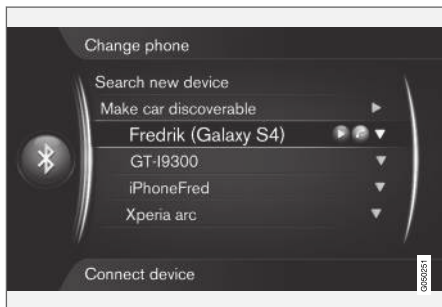 Change phone
Search new device
Make car discoverable
Fredrik (Galaxy S4)
GT-I9300
iPhoneFred
Xperia arc
Connect device
G050251